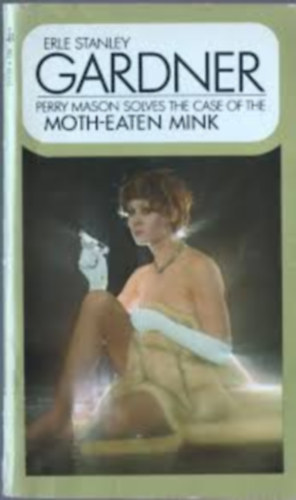 ERLE STANLEY
GARDNER
PERRY MASON SOLVES THE CASE OF THE
MOTH-EATEN MINK